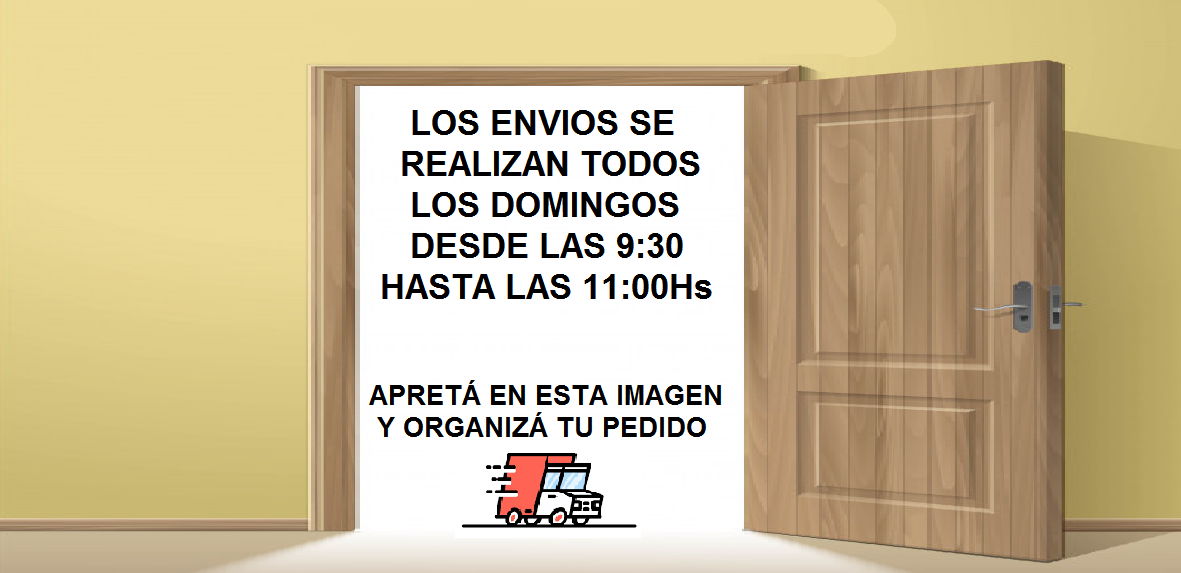 LOS ENVIOS SE
REALIZAN TODOS
LOS DOMINGOS
DESDE LAS 9:30
HASTA LAS 11:00Hs
APRETÁ EN ESTA IMAGEN
Y ORGANIZÁ TU PEDIDO